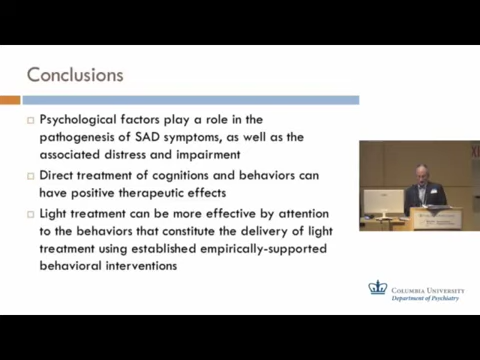 Conclusions
Psychological factors play a role in the
pathogenesis of SAD symptoms, as well as the
associated distress and impairment
Direct treatment of cognitions and behaviors can
have positive therapeutic effects
Light treatment can be more effective by attention
to the behaviors that constitute the delivery of light
treatment using established empirically-supported
behavioral interventions
COLUMBIA UNIVERSITY
Department of Psychiatry